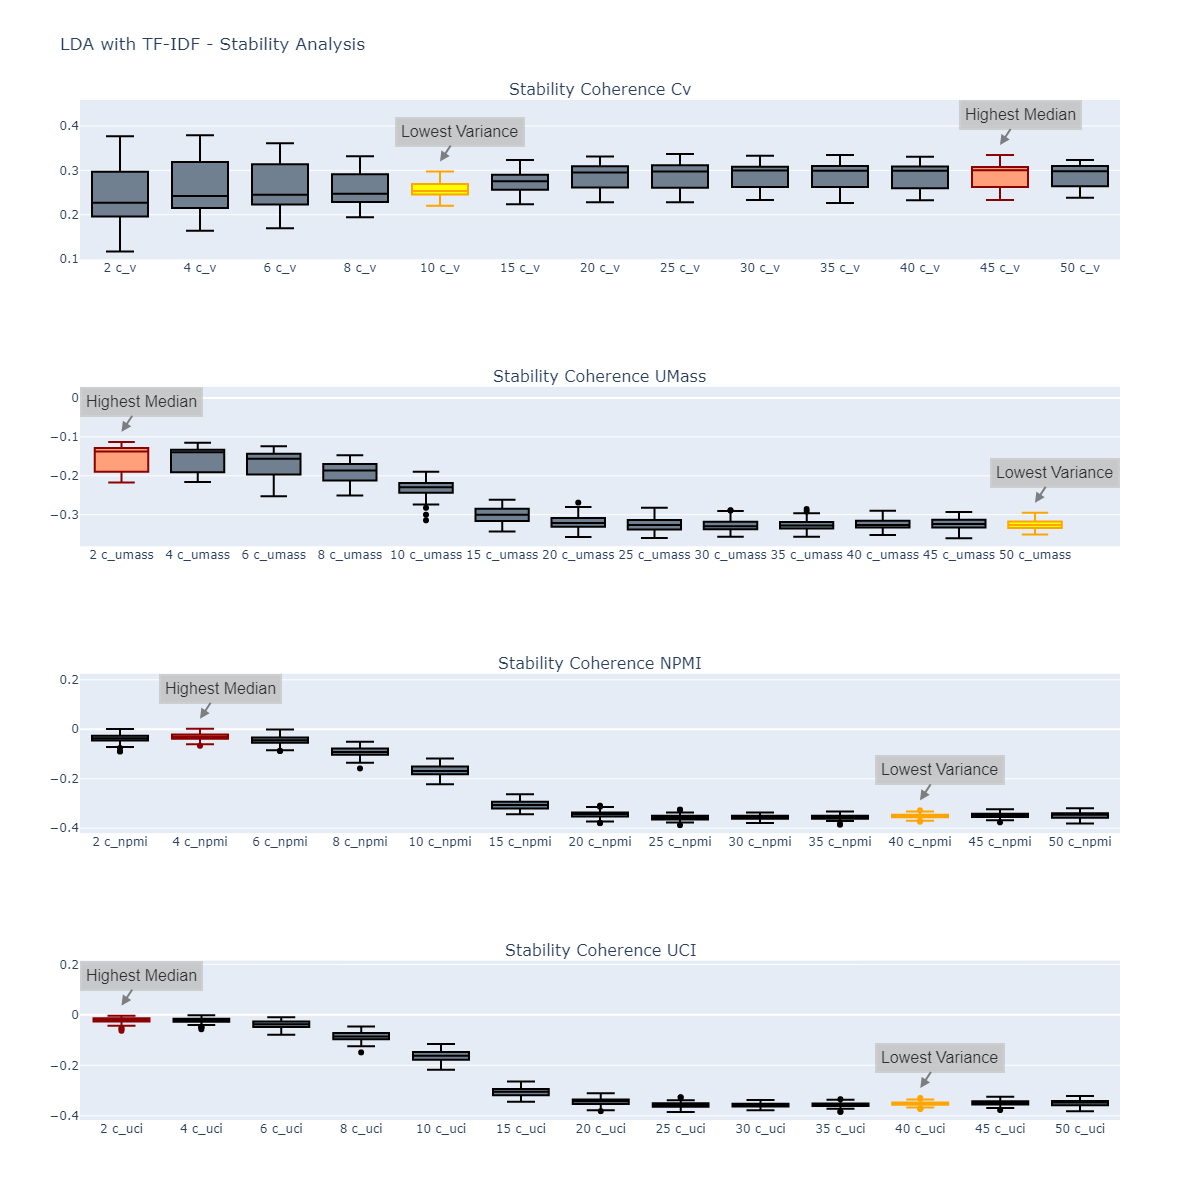 LDA with TF-IDF - Stability Analysis
Stability Coherence Cv
Lowest Variance
Highest Median
0.4
0.3
0.2
0.1
2 c_v 4 c_v 6 c_v 8 c_v 10 c_v 15 c_v 20 c_v 25 c_v 30 c_v 35 c_v 40 c_v 45 c_v 50 c_v
Stability Coherence UMass
Highest Median
Lowest Variance
0
−0.1
−0.2
−0.3
2 c_umass 4 c_umass 6 c_umass 8 c_umass 10 c_umass 15 c_umass 20 c_umass 25 c_umass 30 c_umass 35 c_umass 40 c_umass 45 c_umass 50 c_umass
Stability Coherence NPMI
Highest Median
Lowest Variance
0.2
0
−0.2
−0.4
2 c_npmi 4 c_npmi 6 c_npmi 8 c_npmi 10 c_npmi 15 c_npmi 20 c_npmi 25 c_npmi 30 c_npmi 35 c_npmi 40 c_npmi 45 c_npmi 50 c_npmi
Stability Coherence UCI
Highest Median
Lowest Variance
0.2
0
−0.2
−0.4
2 c_uci 4 c_uci 6 c_uci 8 c_uci 10 c_uci 15 c_uci 20 c_uci 25 c_uci 30 c_uci 35 c_uci 40 c_uci 45 c_uci 50 c_uci